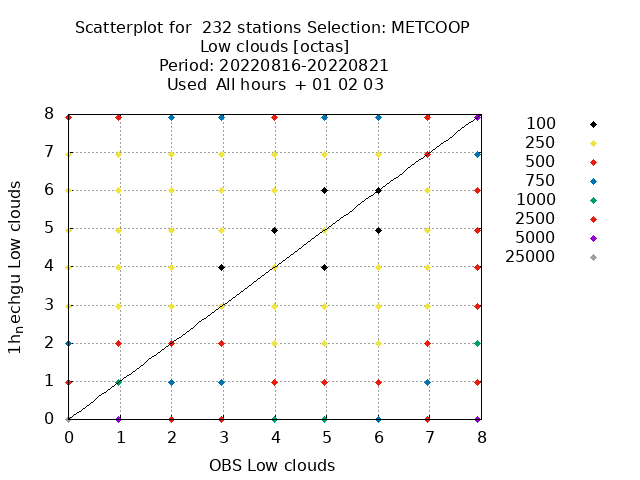 Scatterplot for  232 stations Selection: METCOOP
Low clouds [octas]
Period: 20220816-20220821
Used  All hours  + 01 02 03
8
7
6
5
4
3
2
1
0
1hnechgu Low clouds
0 1 2 3 4 5 6 7 8
OBS Low clouds
100
250
500
750
1000
2500
5000
25000